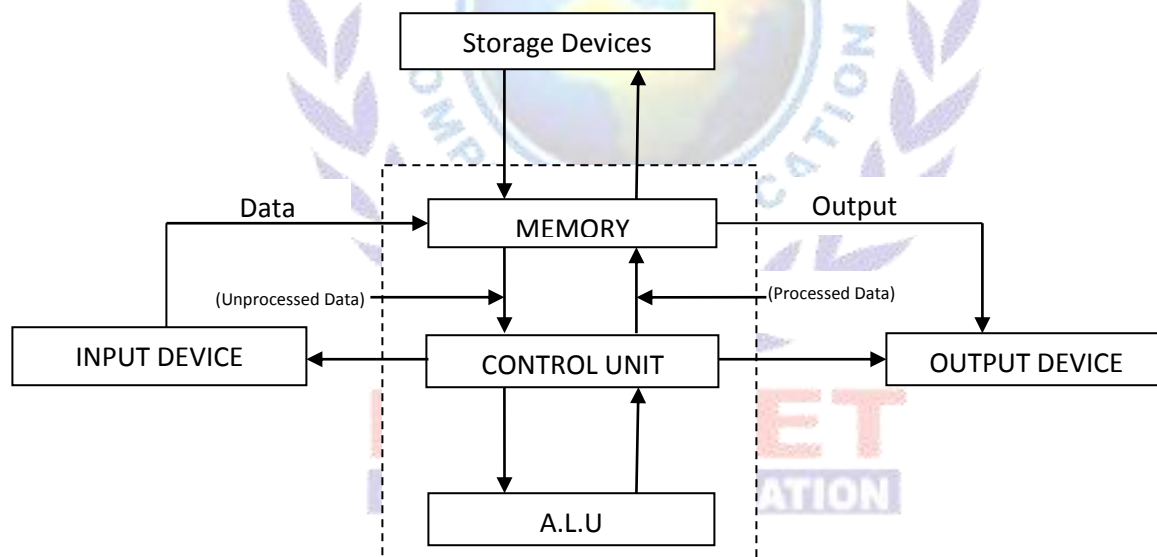 Storage Devices
Data
MEMORY
Output
(Unprocessed Data)
(Processed Data)
INPUT DEVICE
CONTROL UNIT
OUTPUT DEVICE
A.L.U